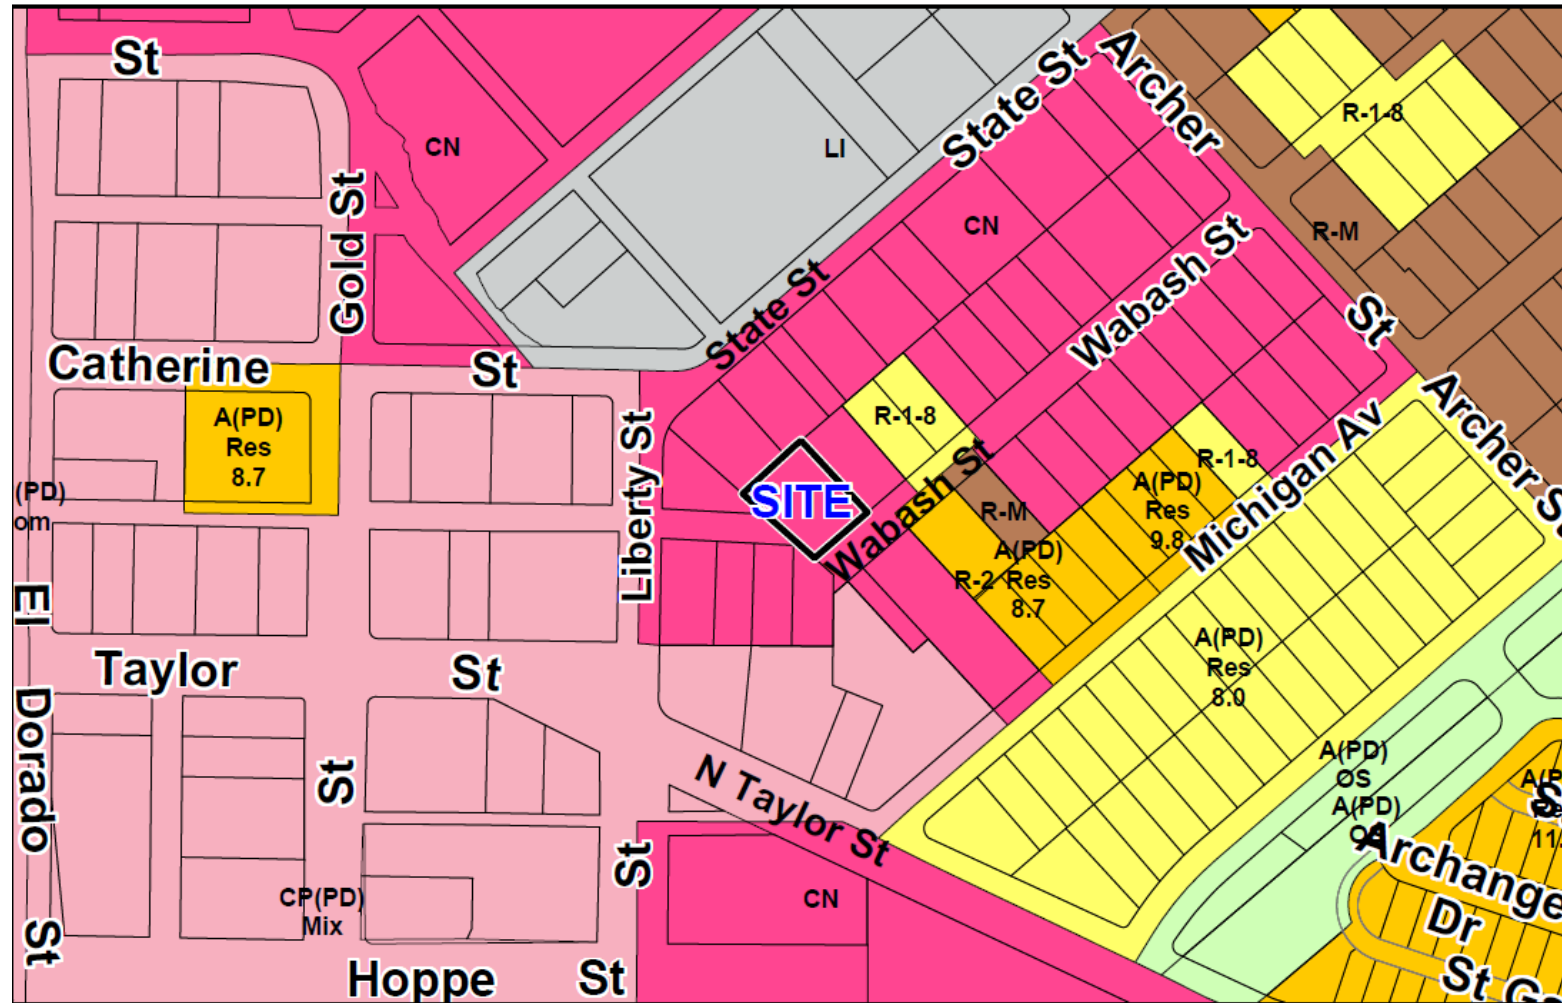 St
CN
LI
State St
Archer
R-1-8
Gold St
CN
R-M
Wabash St
State St
St
Catherine
St
A(PD)
Res
8.7
Liberty St
R-1-8
R-1-8
Michigan Av
Archer
(PD)
om
SITE
Wabash St
R-M
A(PD)
Res
9.8
A(PD)
R-2 Res
8.7
El
Dorado
St
Taylor
St
A(PD)
Res
8.0
St
N Taylor St
A(PD)
OS
A(PD)
St
CP(PD)
Mix
CN
Dr
Hoppe
St
St